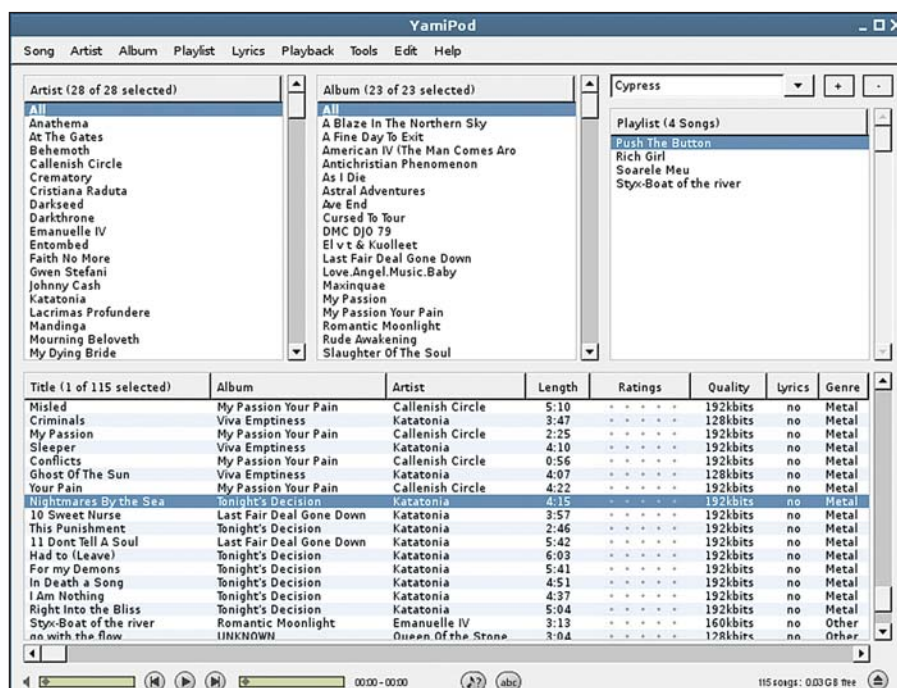 YamiPod
Song Artist Album Playlist Lyrics Playback Tools Edit Help
Artist (28 of 28 selected)
All
Anathema
At The Gates
Behemoth
Callenish Circle
Crematory
Cristiana Raduta
Darkseed
Darkthrone
Emanuelle IV
Entombed
Faith No More
Gwen Stefani
Johnny Cash
Katatonia
Lacrimas Profundere
Mandinga
Mourning Beloveth
My Dying Bride
Album (23 of 23 selected)
All
A Blaze In The Northern Sky
A Fine Day To Exit
American IV (The Man Comes Aro
Antichristian Phenomenon
As I Die
Astral Adventures
Ave End
Cursed To Tour
DMC DJO 79
El v t & Kuolleet
Last Fair Deal Gone Down
Love.Angel.Music.Baby
Maxinquae
My Passion
My Passion Your Pain
Romantic Moonlight
Rude Awakening
Slaughter Of The Soul
Cypress + -
Playlist (4 Songs)
Push The Button
Rich Girl
Soarele Meu
Styx-Boat of the river
Title (1 of 115 selected) Album Artist Length Ratings Quality Lyrics Genre
Misled My Passion Your Pain Callenish Circle 5:10 192kbits no Metal
Criminals Viva Emptiness Katatonia 3:47 128kbits no Metal
My Passion My Passion Your Pain Callenish Circle 2:25 192kbits no Metal
Sleeper Viva Emptiness Katatonia 4:10 192kbits no Metal
Conflicts My Passion Your Pain Callenish Circle 0:56 192kbits no Metal
Ghost Of The Sun Viva Emptiness Katatonia 4:07 128kbits no Metal
Your Pain My Passion Your Pain Callenish Circle 4:22 192kbits no Metal
Nightmares By the Sea Tonight's Decision Katatonia 4:15 192kbits no Metal
10 Sweet Nurse Last Fair Deal Gone Down Katatonia 3:57 192kbits no Metal
This Punishment Tonight's Decision Katatonia 2:46 192kbits no Metal
11 Dont Tell A Soul Last Fair Deal Gone Down Katatonia 5:42 192kbits no Metal
Had to (Leave) Tonight's Decision Katatonia 6:03 192kbits no Metal
For my Demons Tonight's Decision Katatonia 5:41 192kbits no Metal
In Death a Song Tonight's Decision Katatonia 4:51 192kbits no Metal
I Am Nothing Tonight's Decision Katatonia 4:37 192kbits no Metal
Right Into the Bliss Tonight's Decision Katatonia 5:04 192kbits no Metal
Styx-Boat of the river Romantic Moonlight Emanuelle IV 3:13 160kbits no Other
go with the flow UNKNOWN Queen Of the Stone 3:04 128kbits no Other
00:00 - 00:00 ? abc 115 songs: 0.03 GB free